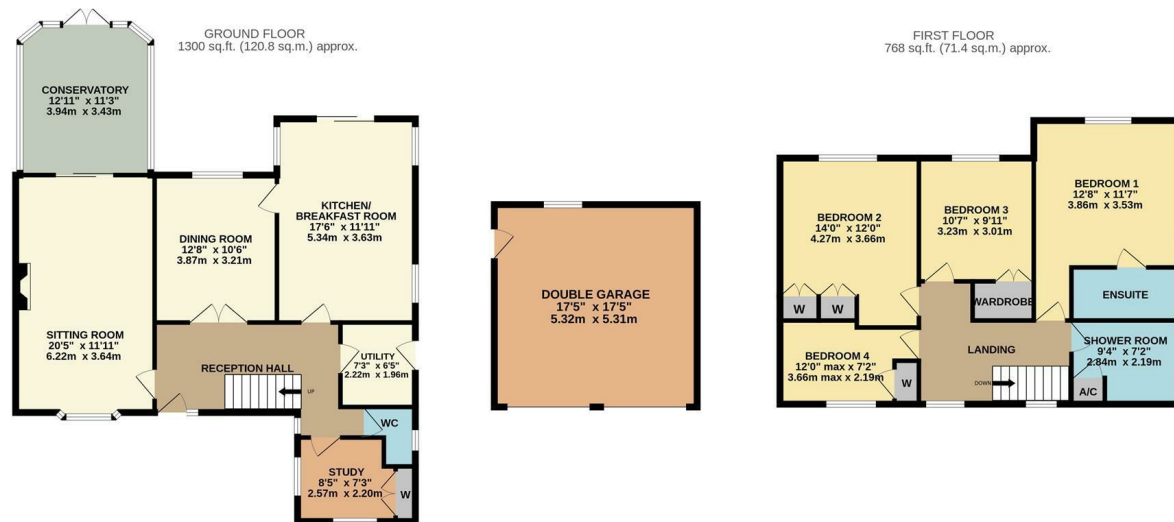 GROUND FLOOR
1300 sq.ft. (120.8 sq.m.) approx.
CONSERVATORY
12'11" x 11'3"
3.94m x 3.43m
KITCHEN/
BREAKFAST ROOM
17'6" x 11'11"
5.34m x 3.63m
DINING ROOM
12'8" x 10'6"
3.87m x 3.21m
SITTING ROOM
20'5" x 11'11"
6.22m x 3.64m
RECEPTION HALL
UP
UTILITY
7'3" x 6'5"
2.22m x 1.96m
WC
STUDY
8'5" x 7'3"
2.57m x 2.20m
W
DOUBLE GARAGE
17'5" x 17'5"
5.32m x 5.31m
FIRST FLOOR
768 sq.ft. (71.4 sq.m.) approx.
BEDROOM 1
12'8" x 11'7"
3.86m x 3.53m
BEDROOM 2
14'0" x 12'0"
4.27m x 3.66m
BEDROOM 3
10'7" x 9'11"
3.23m x 3.01m
W
W
WARDROBE
ENSUITE
BEDROOM 4
12'0" max x 7'2"
3.66m max x 2.19m
W
LANDING
DOWN
SHOWER ROOM
9'4" x 7'2"
2.84m x 2.19m
A/C